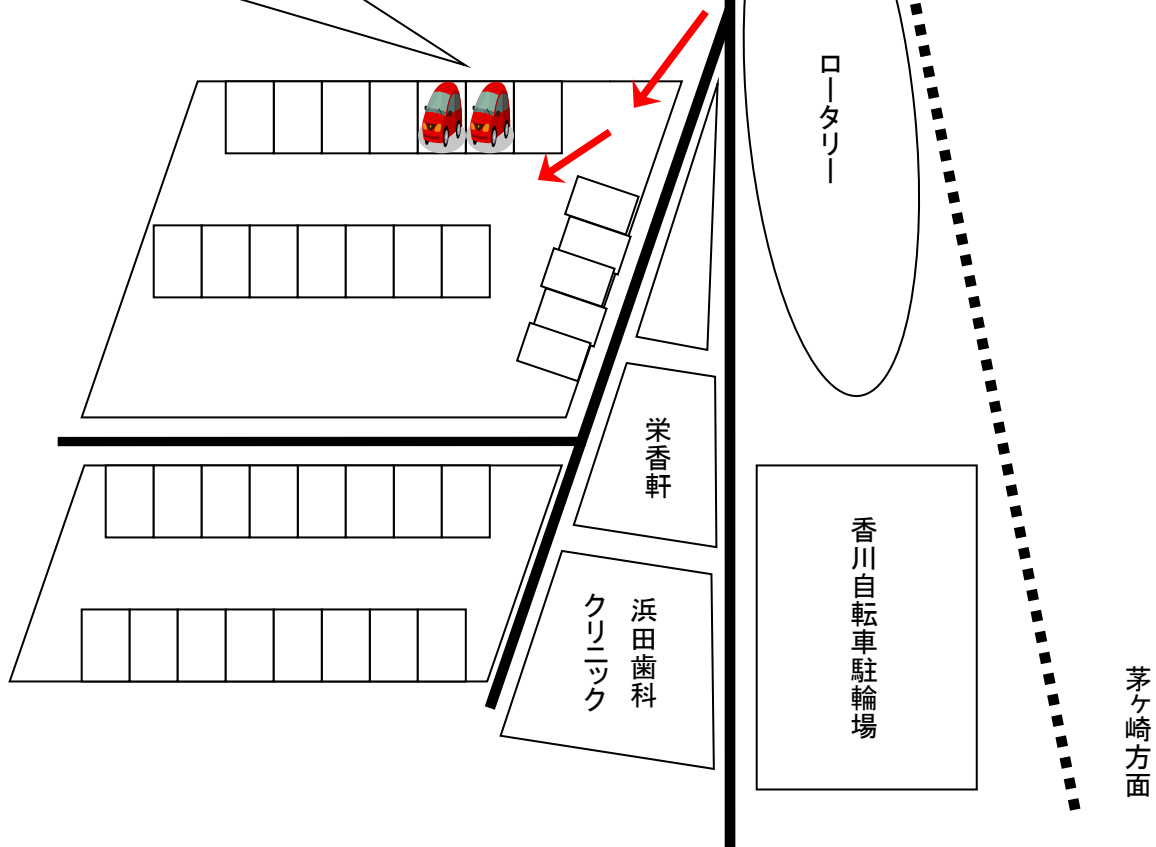 ロータリー
栄香軒
香川自転車駐輪場
浜田歯科
クリニック
茅ヶ崎方面